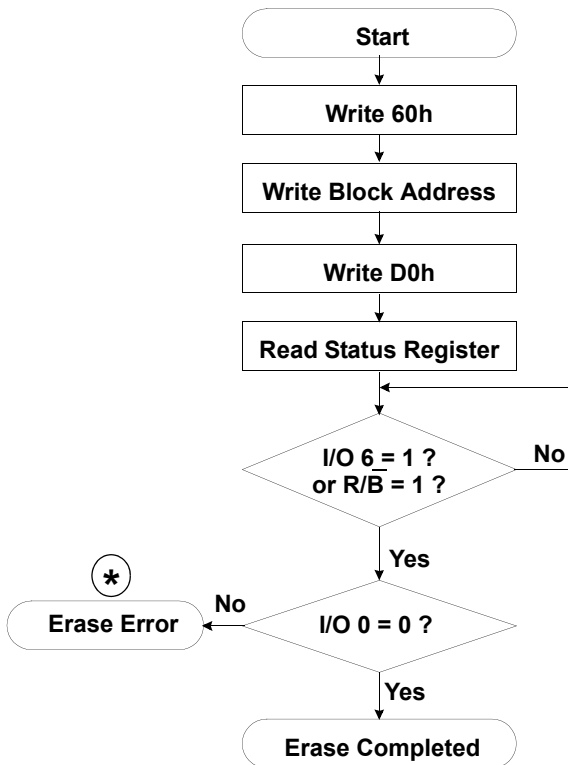 Start
Write 60h
Write Block Address
Write D0h
Read Status Register
I/O 6 = 1 ?
or R/B̅ = 1 ?
No
Yes
*
Erase Error
No
I/O 0 = 0 ?
Yes
Erase Completed